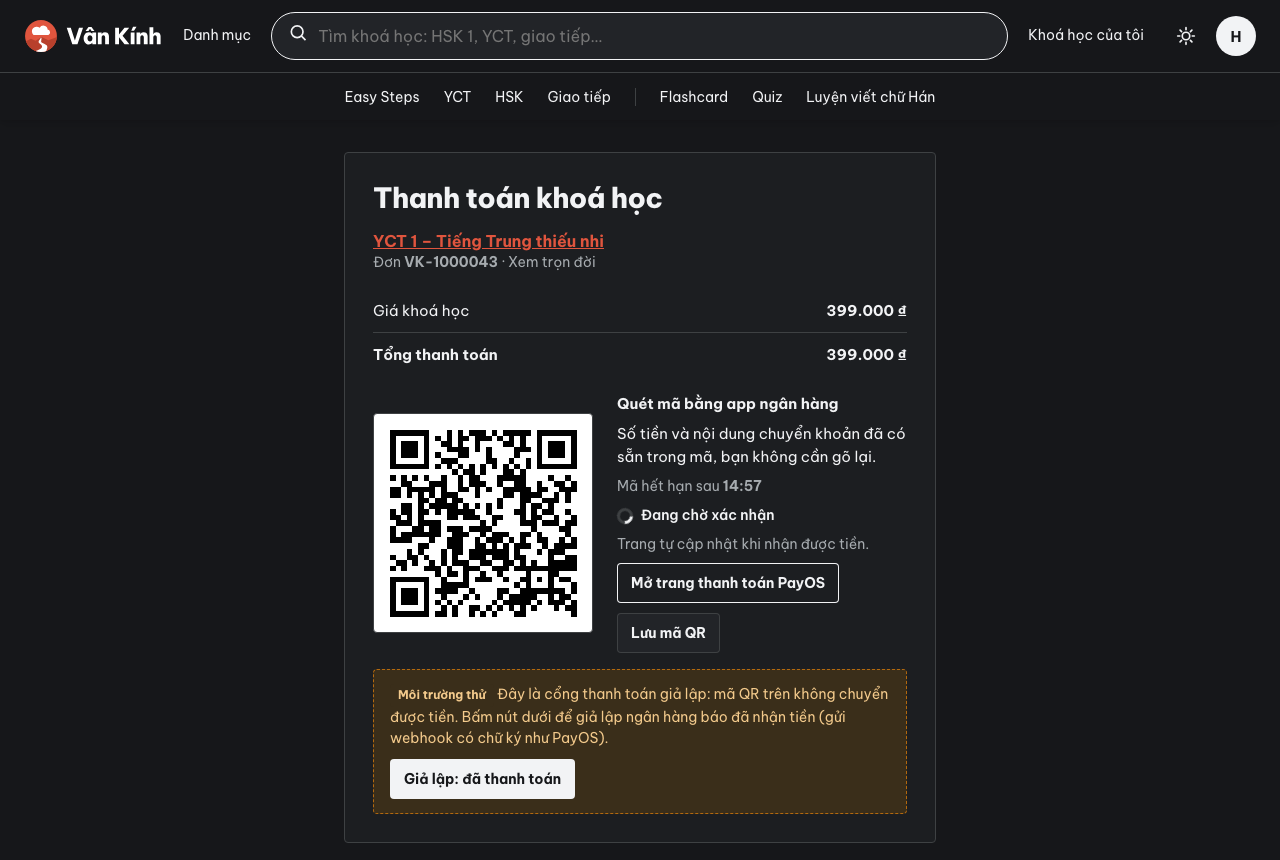 Vân Kính
Danh mục
Tìm khoá học: HSK 1, YCT, giao tiếp...
Khoá học của tôi
H
Easy Steps
YCT
HSK
Giao tiếp
Flashcard
Quiz
Luyện viết chữ Hán
Thanh toán khoá học
YCT 1 – Tiếng Trung thiếu nhi
Đơn VK-1000043 · Xem trọn đời
Giá khoá học 399.000 ₫
Tổng thanh toán 399.000 ₫
Quét mã bằng app ngân hàng
Số tiền và nội dung chuyển khoản đã có
sẵn trong mã, bạn không cần gõ lại.
Mã hết hạn sau 14:57
Đang chờ xác nhận
Trang tự cập nhật khi nhận được tiền.
Mở trang thanh toán PayOS
Lưu mã QR
Môi trường thử Đây là cổng thanh toán giả lập: mã QR trên không chuyển
được tiền. Bấm nút dưới để giả lập ngân hàng báo đã nhận tiền (gửi
webhook có chữ ký như PayOS).
Giả lập: đã thanh toán